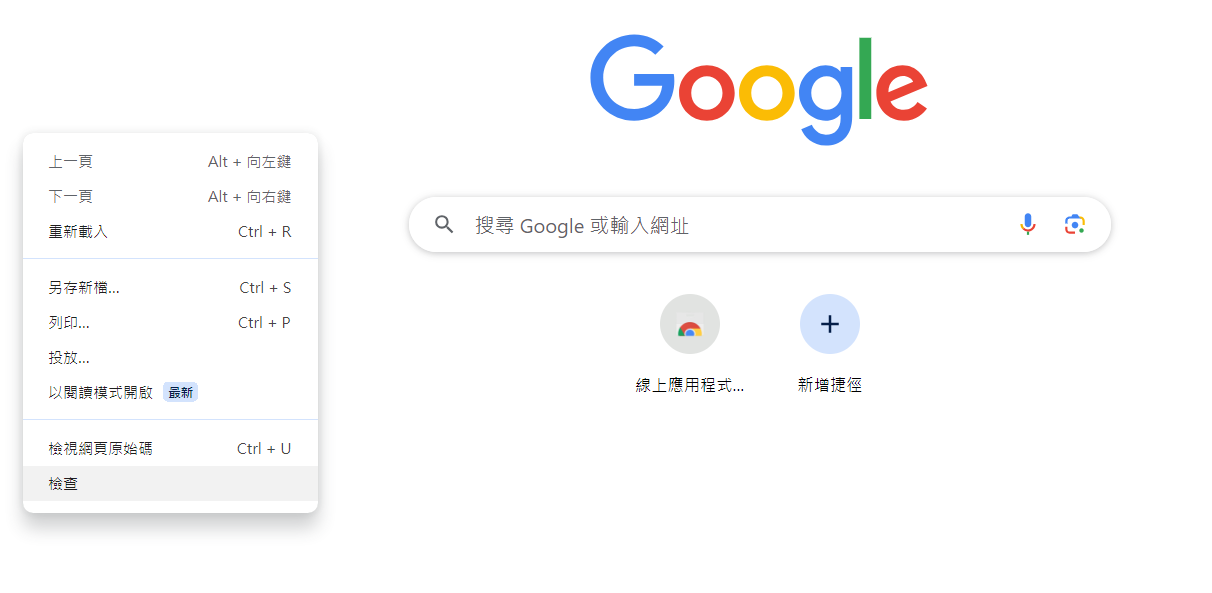 Google
上一頁 Alt + 向左鍵
下一頁 Alt + 向右鍵
重新載入 Ctrl + R
搜尋 Google 或輸入網址
另存新檔... Ctrl + S
列印... Ctrl + P
投放...
以閱讀模式開啟 最新
線上應用程式... 新增捷徑
檢視網頁原始碼 Ctrl + U
檢查